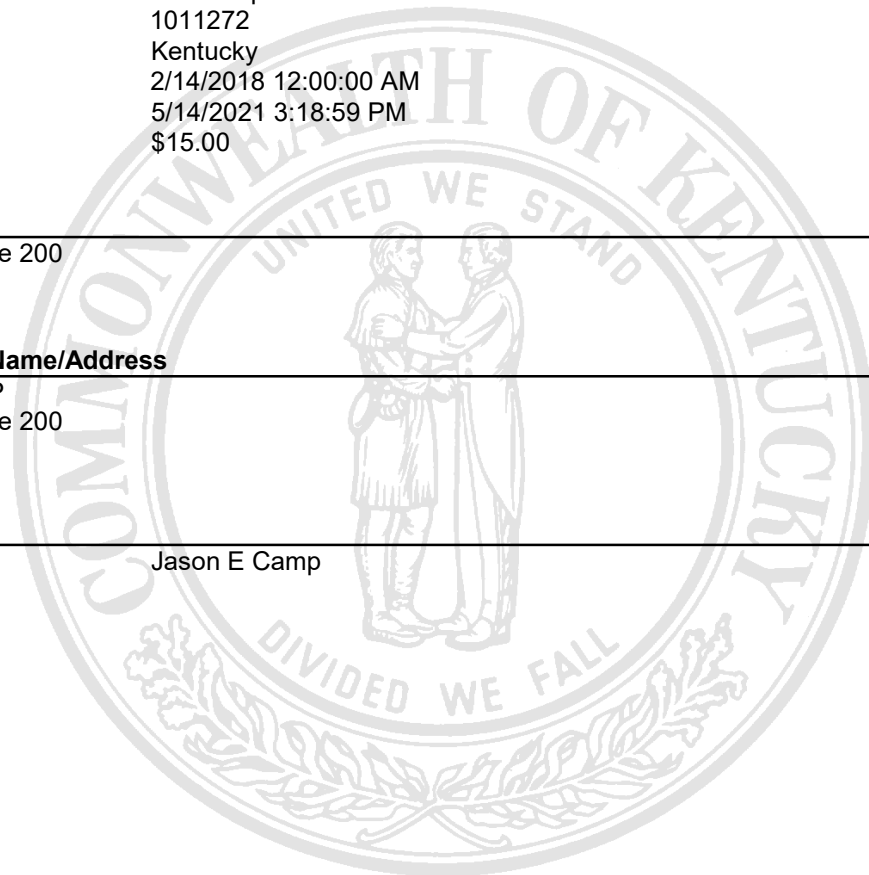 1011272
Kentucky
2/14/2018 12:00:00 AM
5/14/2021 3:18:59 PM
$15.00
COMMONWEALTH OF KENTUCKY
UNITED WE STAND
e 200
Name/Address
e 200
Jason E Camp
DIVIDED WE FALL